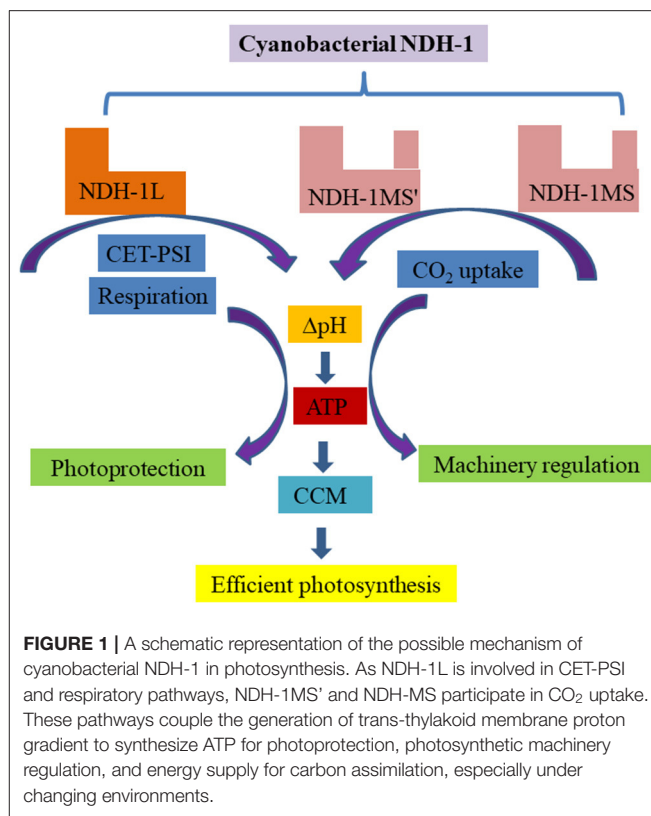 Cyanobacterial NDH-1
NDH-1L
NDH-1MS'
NDH-1MS
CET-PSI
Respiration
CO₂ uptake
ΔpH
ATP
Photoprotection
Machinery regulation
CCM
Efficient photosynthesis
FIGURE 1 | A schematic representation of the possible mechanism of
cyanobacterial NDH-1 in photosynthesis. As NDH-1L is involved in CET-PSI
and respiratory pathways, NDH-1MS' and NDH-MS participate in CO₂ uptake.
These pathways couple the generation of trans-thylakoid membrane proton
gradient to synthesize ATP for photoprotection, photosynthetic machinery
regulation, and energy supply for carbon assimilation, especially under
changing environments.